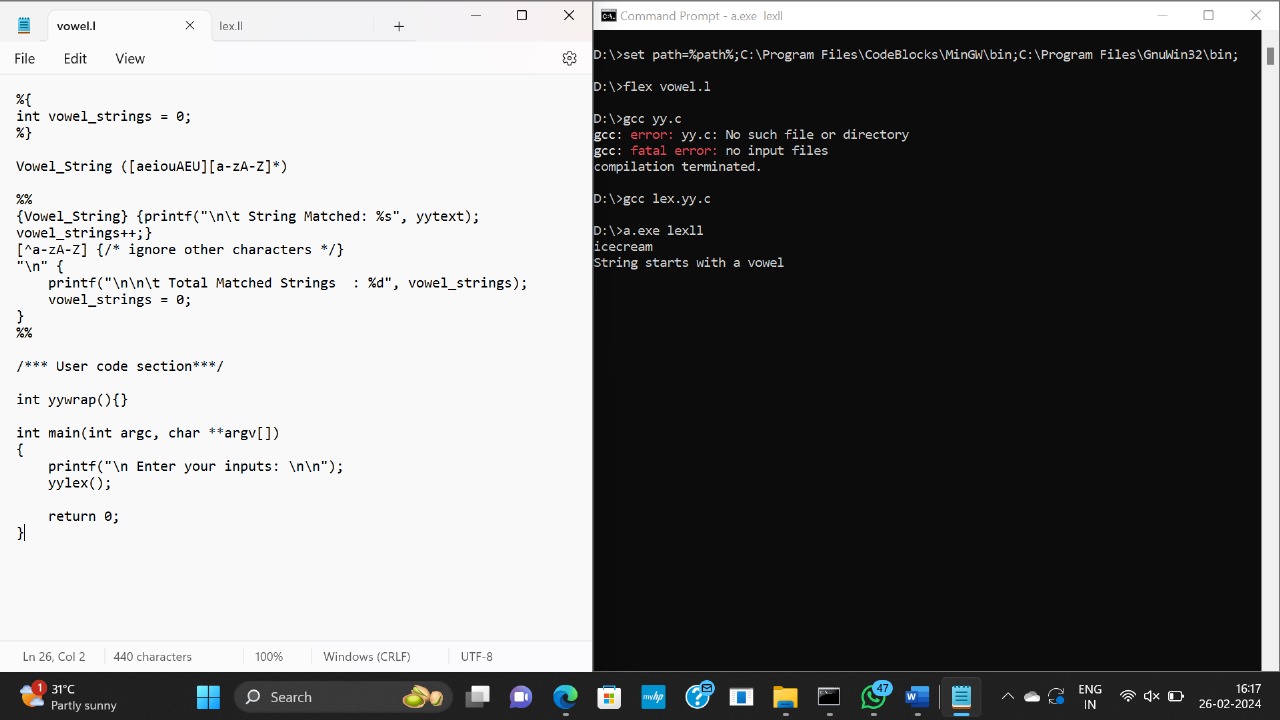 vowel.l
lex.ll
File Edit View
%{
int vowel_strings = 0;
%}
Vowel_String ([aeiouAEU][a-zA-Z]*)
%%
{Vowel_String} {printf("\n\t String Matched: %s", yytext);
vowel_strings++;}
[^a-zA-Z] {/* ignore other characters */}
"\n" {
    printf("\n\n\t Total Matched Strings  : %d", vowel_strings);
    vowel_strings = 0;
}
%%
/*** User code section***/
int yywrap(){}
int main(int argc, char **argv[])
{
    printf("\n Enter your inputs: \n\n");
    yylex();
    return 0;
}
Ln 26, Col 2 440 characters 100% Windows (CRLF) UTF-8
Command Prompt - a.exe lexll
D:\>set path=%path%;C:\Program Files\CodeBlocks\MinGW\bin;C:\Program Files\GnuWin32\bin;
D:\>flex vowel.l
D:\>gcc yy.c
gcc: error: yy.c: No such file or directory
gcc: fatal error: no input files
compilation terminated.
D:\>gcc lex.yy.c
D:\>a.exe lexll
icecream
String starts with a vowel
1
31°C
Partly sunny
Search
myhp
47
ENG
IN
16:17
26-02-2024